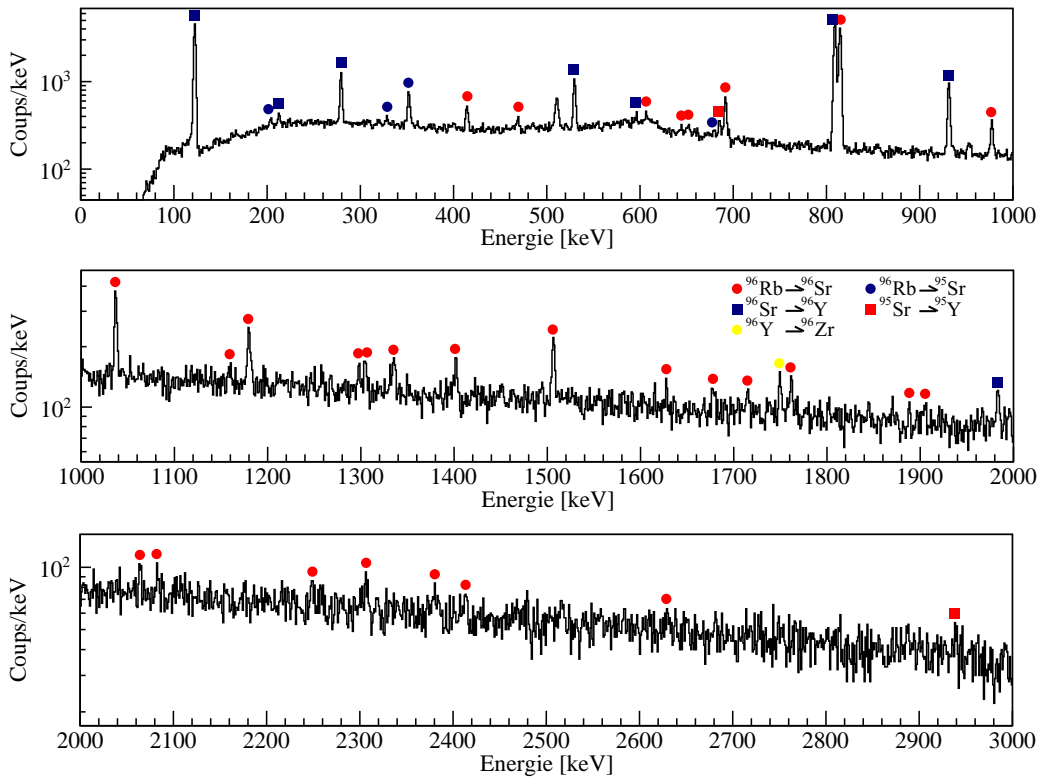 Coups/keV
10³
10²
0 100 200 300 400 500 600 700 800 900 1000
Energie [keV]
Coups/keV
10²
⁹⁶Rb→⁹⁶Sr ⁹⁶Rb→⁹⁵Sr
⁹⁶Sr→⁹⁶Y ⁹⁵Sr→⁹⁵Y
⁹⁶Y→⁹⁶Zr
1000 1100 1200 1300 1400 1500 1600 1700 1800 1900 2000
Energie [keV]
Coups/keV
10²
2000 2100 2200 2300 2400 2500 2600 2700 2800 2900 3000
Energie [keV]